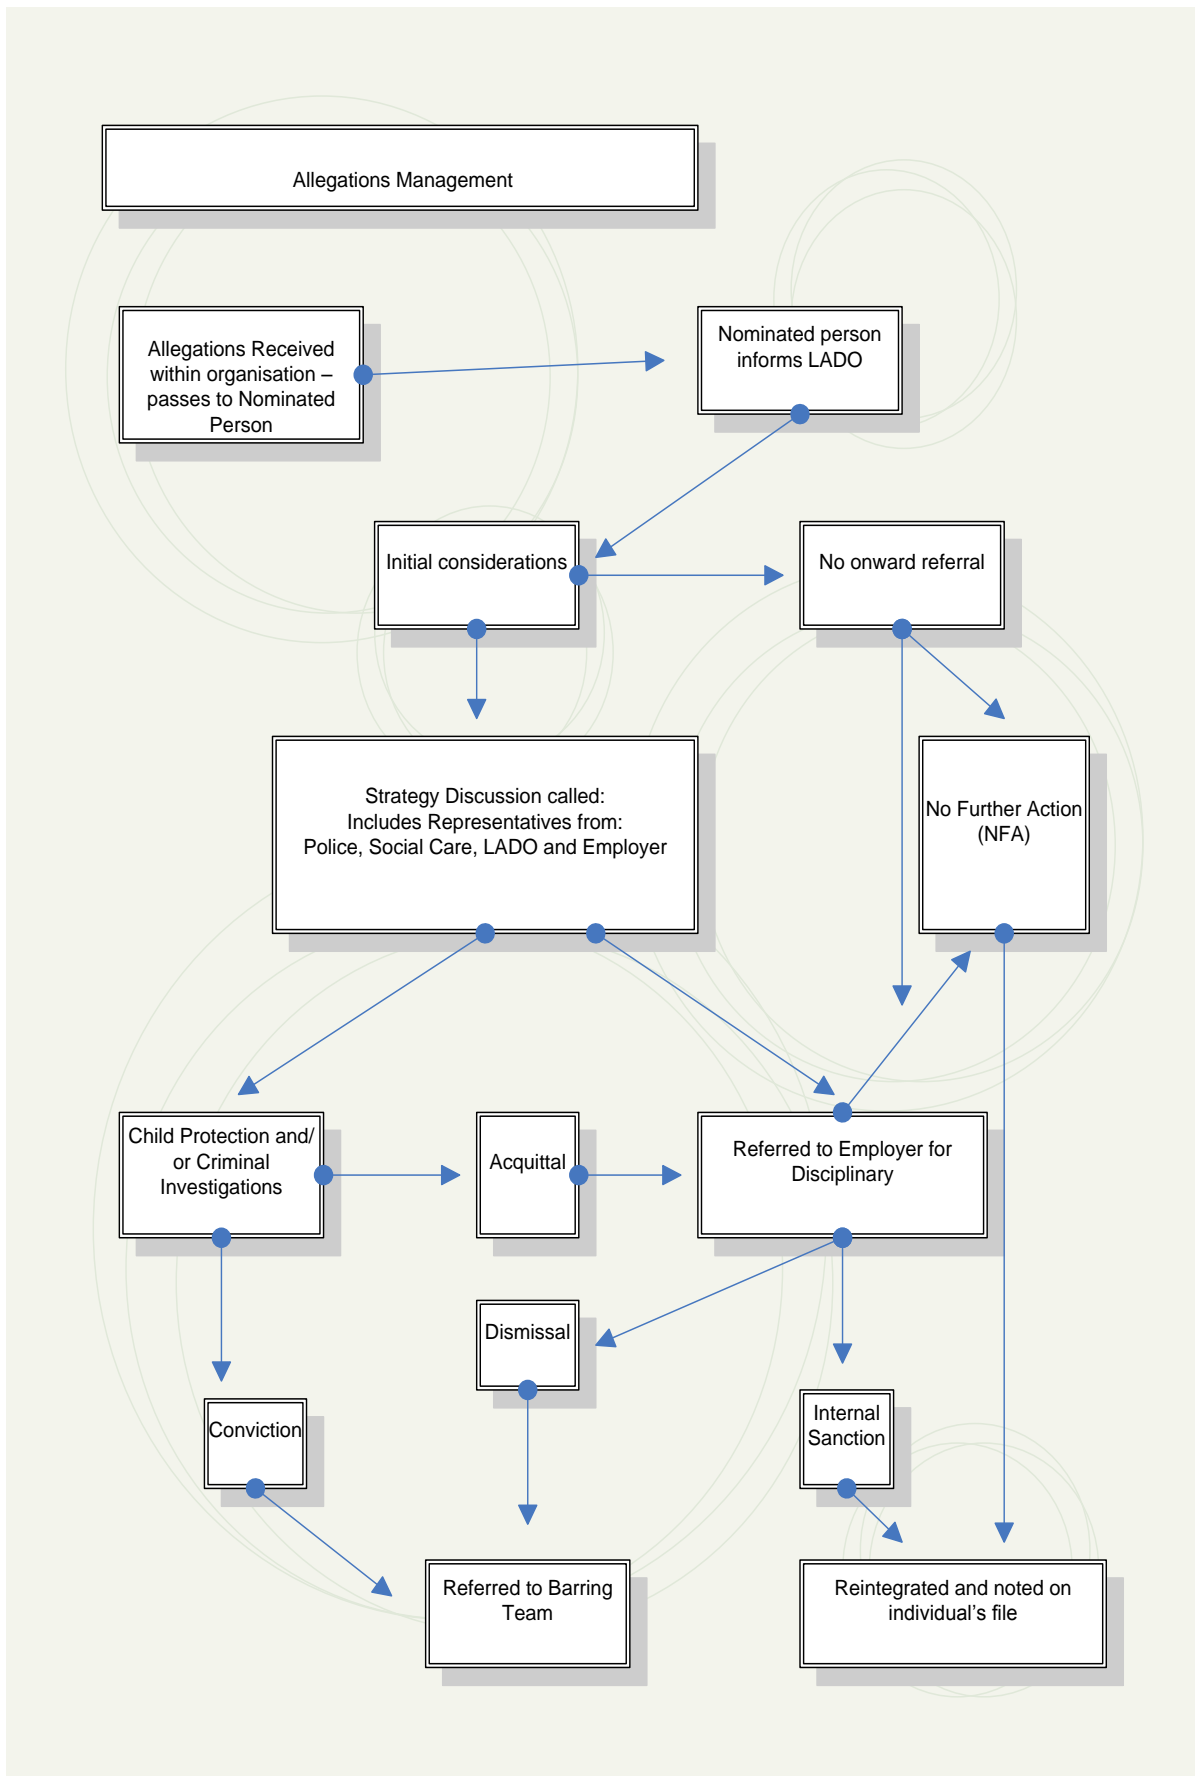 Allegations Management
Allegations Received
within organisation –
passes to Nominated
Person
Nominated person
informs LADO
Initial considerations
No onward referral
Strategy Discussion called:
Includes Representatives from:
Police, Social Care, LADO and Employer
No Further Action
(NFA)
Child Protection and/
or Criminal
Investigations
Acquittal
Referred to Employer for
Disciplinary
Dismissal
Conviction
Internal
Sanction
Referred to Barring
Team
Reintegrated and noted on
individual’s file